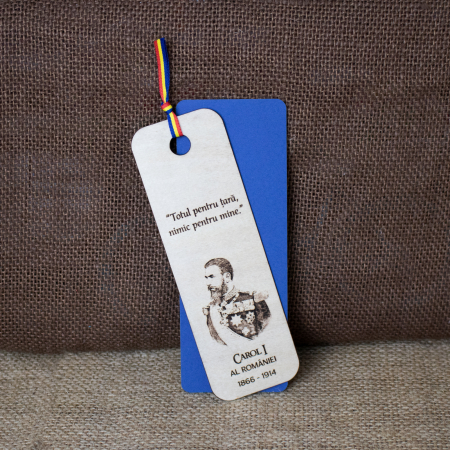 "Totul pentru țară,
nimic pentru mine."
CAROL I
AL ROMÂNIEI
1866 - 1914